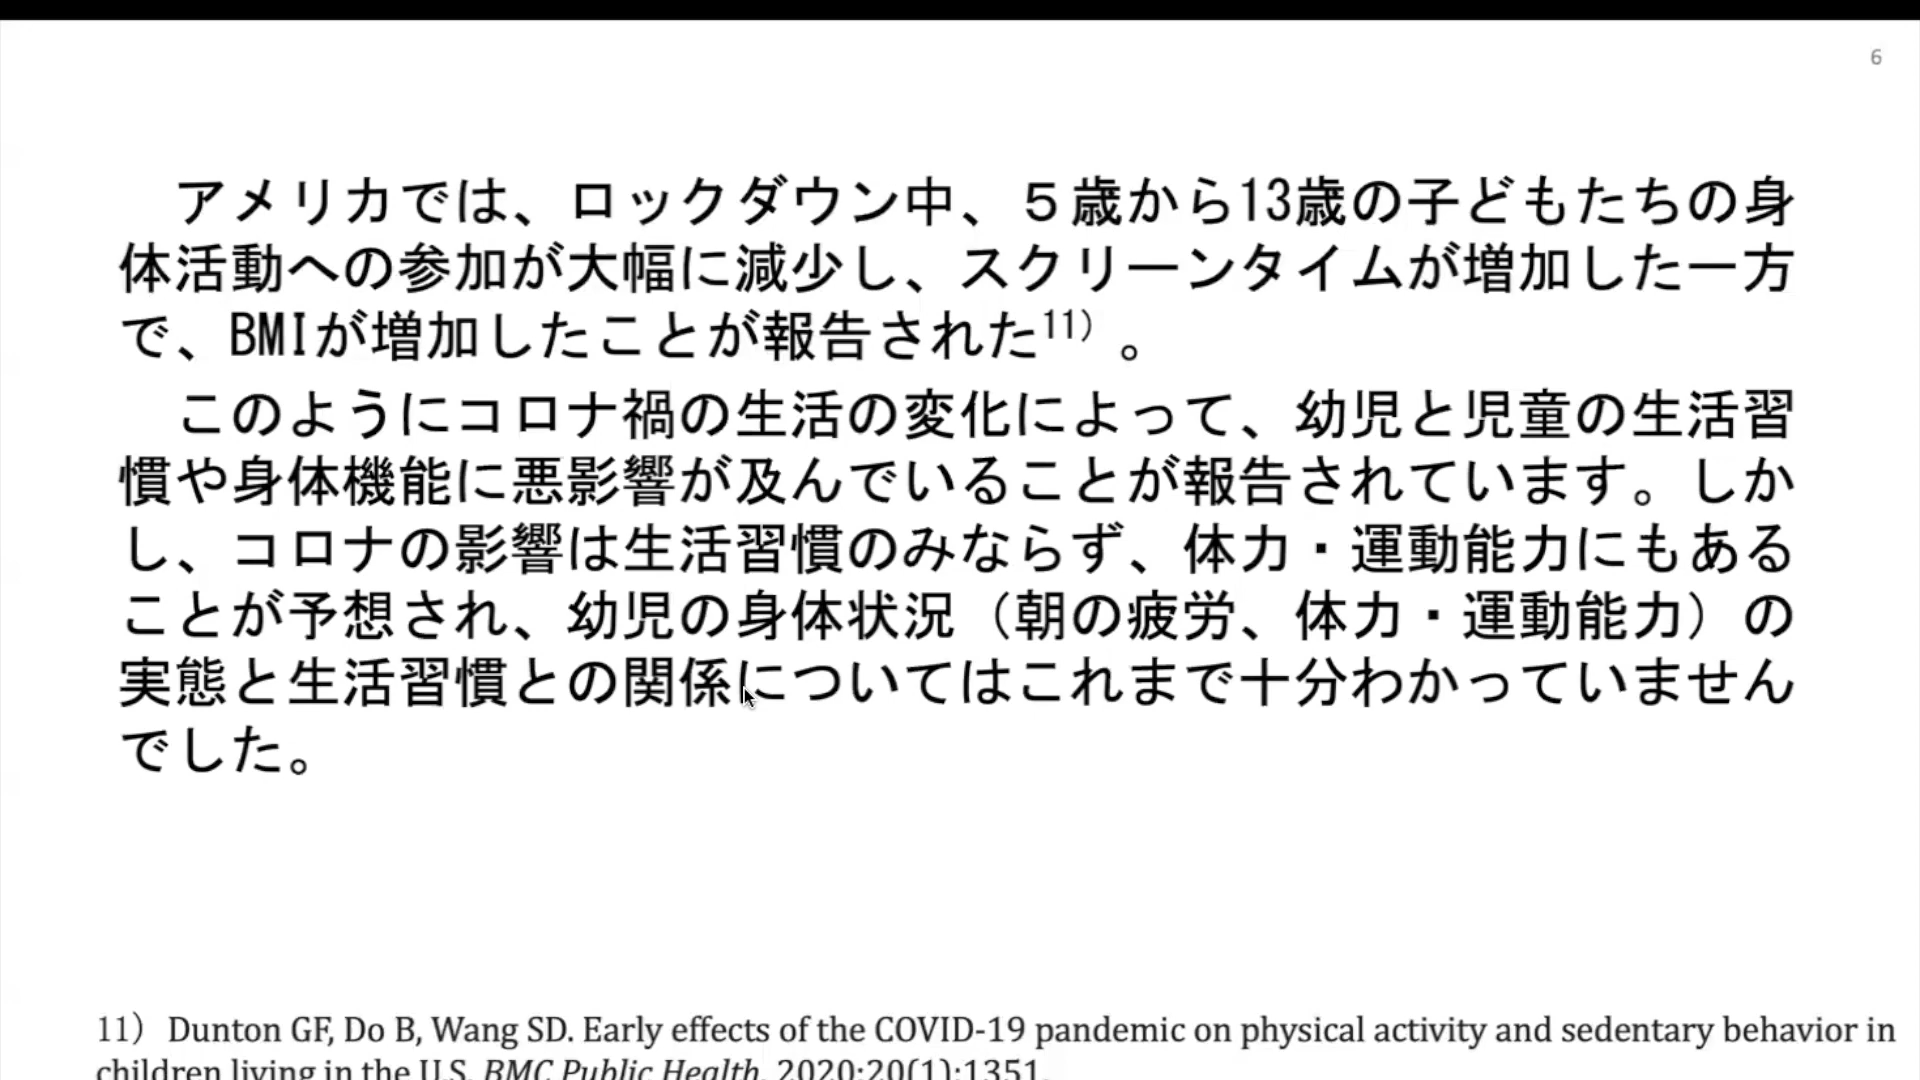 6
アメリカでは、ロックダウン中、５歳から13歳の子どもたちの身
体活動への参加が大幅に減少し、スクリーンタイムが増加した一方
で、BMIが増加したことが報告された11）。
このようにコロナ禍の生活の変化によって、幼児と児童の生活習
慣や身体機能に悪影響が及んでいることが報告されています。しか
し、コロナの影響は生活習慣のみならず、体力・運動能力にもある
ことが予想され、幼児の身体状況（朝の疲労、体力・運動能力）の
実態と生活習慣との関係についてはこれまで十分わかっていません
でした。
11）Dunton GF, Do B, Wang SD. Early effects of the COVID-19 pandemic on physical activity and sedentary behavior in
children living in the U.S. BMC Public Health. 2020;20(1):1351.